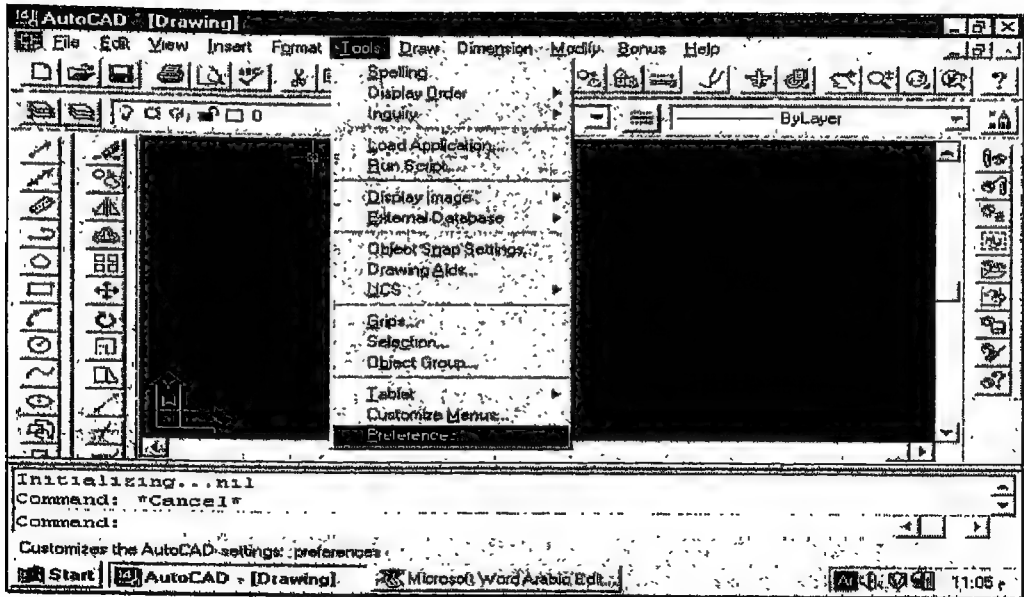 AutoCAD - [Drawing]
File Edit View Insert Format Tools Draw Dimension Modify Bonus Help
Spelling
Display Order
Inquiry
0
ByLayer
Load Application...
Run Script...
Display Image
External Database
Object Snap Settings...
Drawing Aids...
UCS
Grips...
Selection...
Object Group...
Tablet
Customize Menus...
Preferences...
Initializing...nil
Command: *Cancel*
Command:
Customizes the AutoCAD settings: preferences
Start AutoCAD - [Drawing] Microsoft Word Arabic Edit... Ar 11:05 م